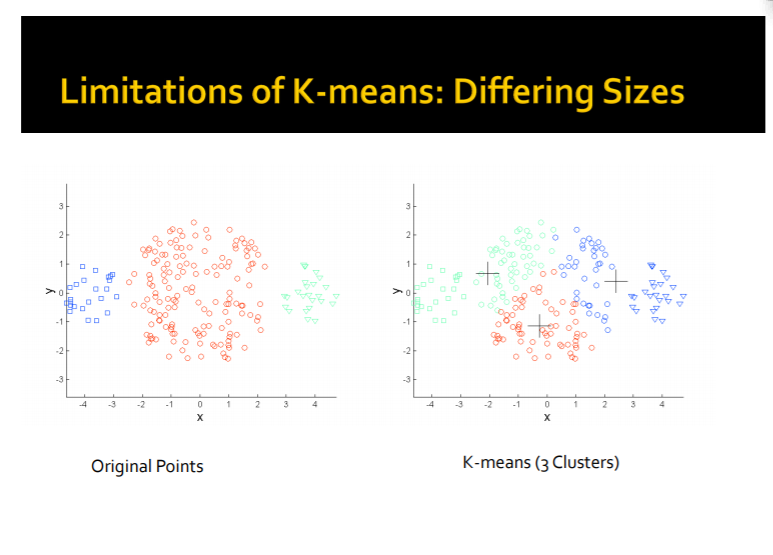 Limitations of K-means: Differing Sizes
3
2
1
0
-1
-2
-3
y
-4 -3 -2 -1 0 1 2 3 4
x
Original Points
3
2
1
0
-1
-2
-3
y
-4 -3 -2 -1 0 1 2 3 4
x
K-means (3 Clusters)